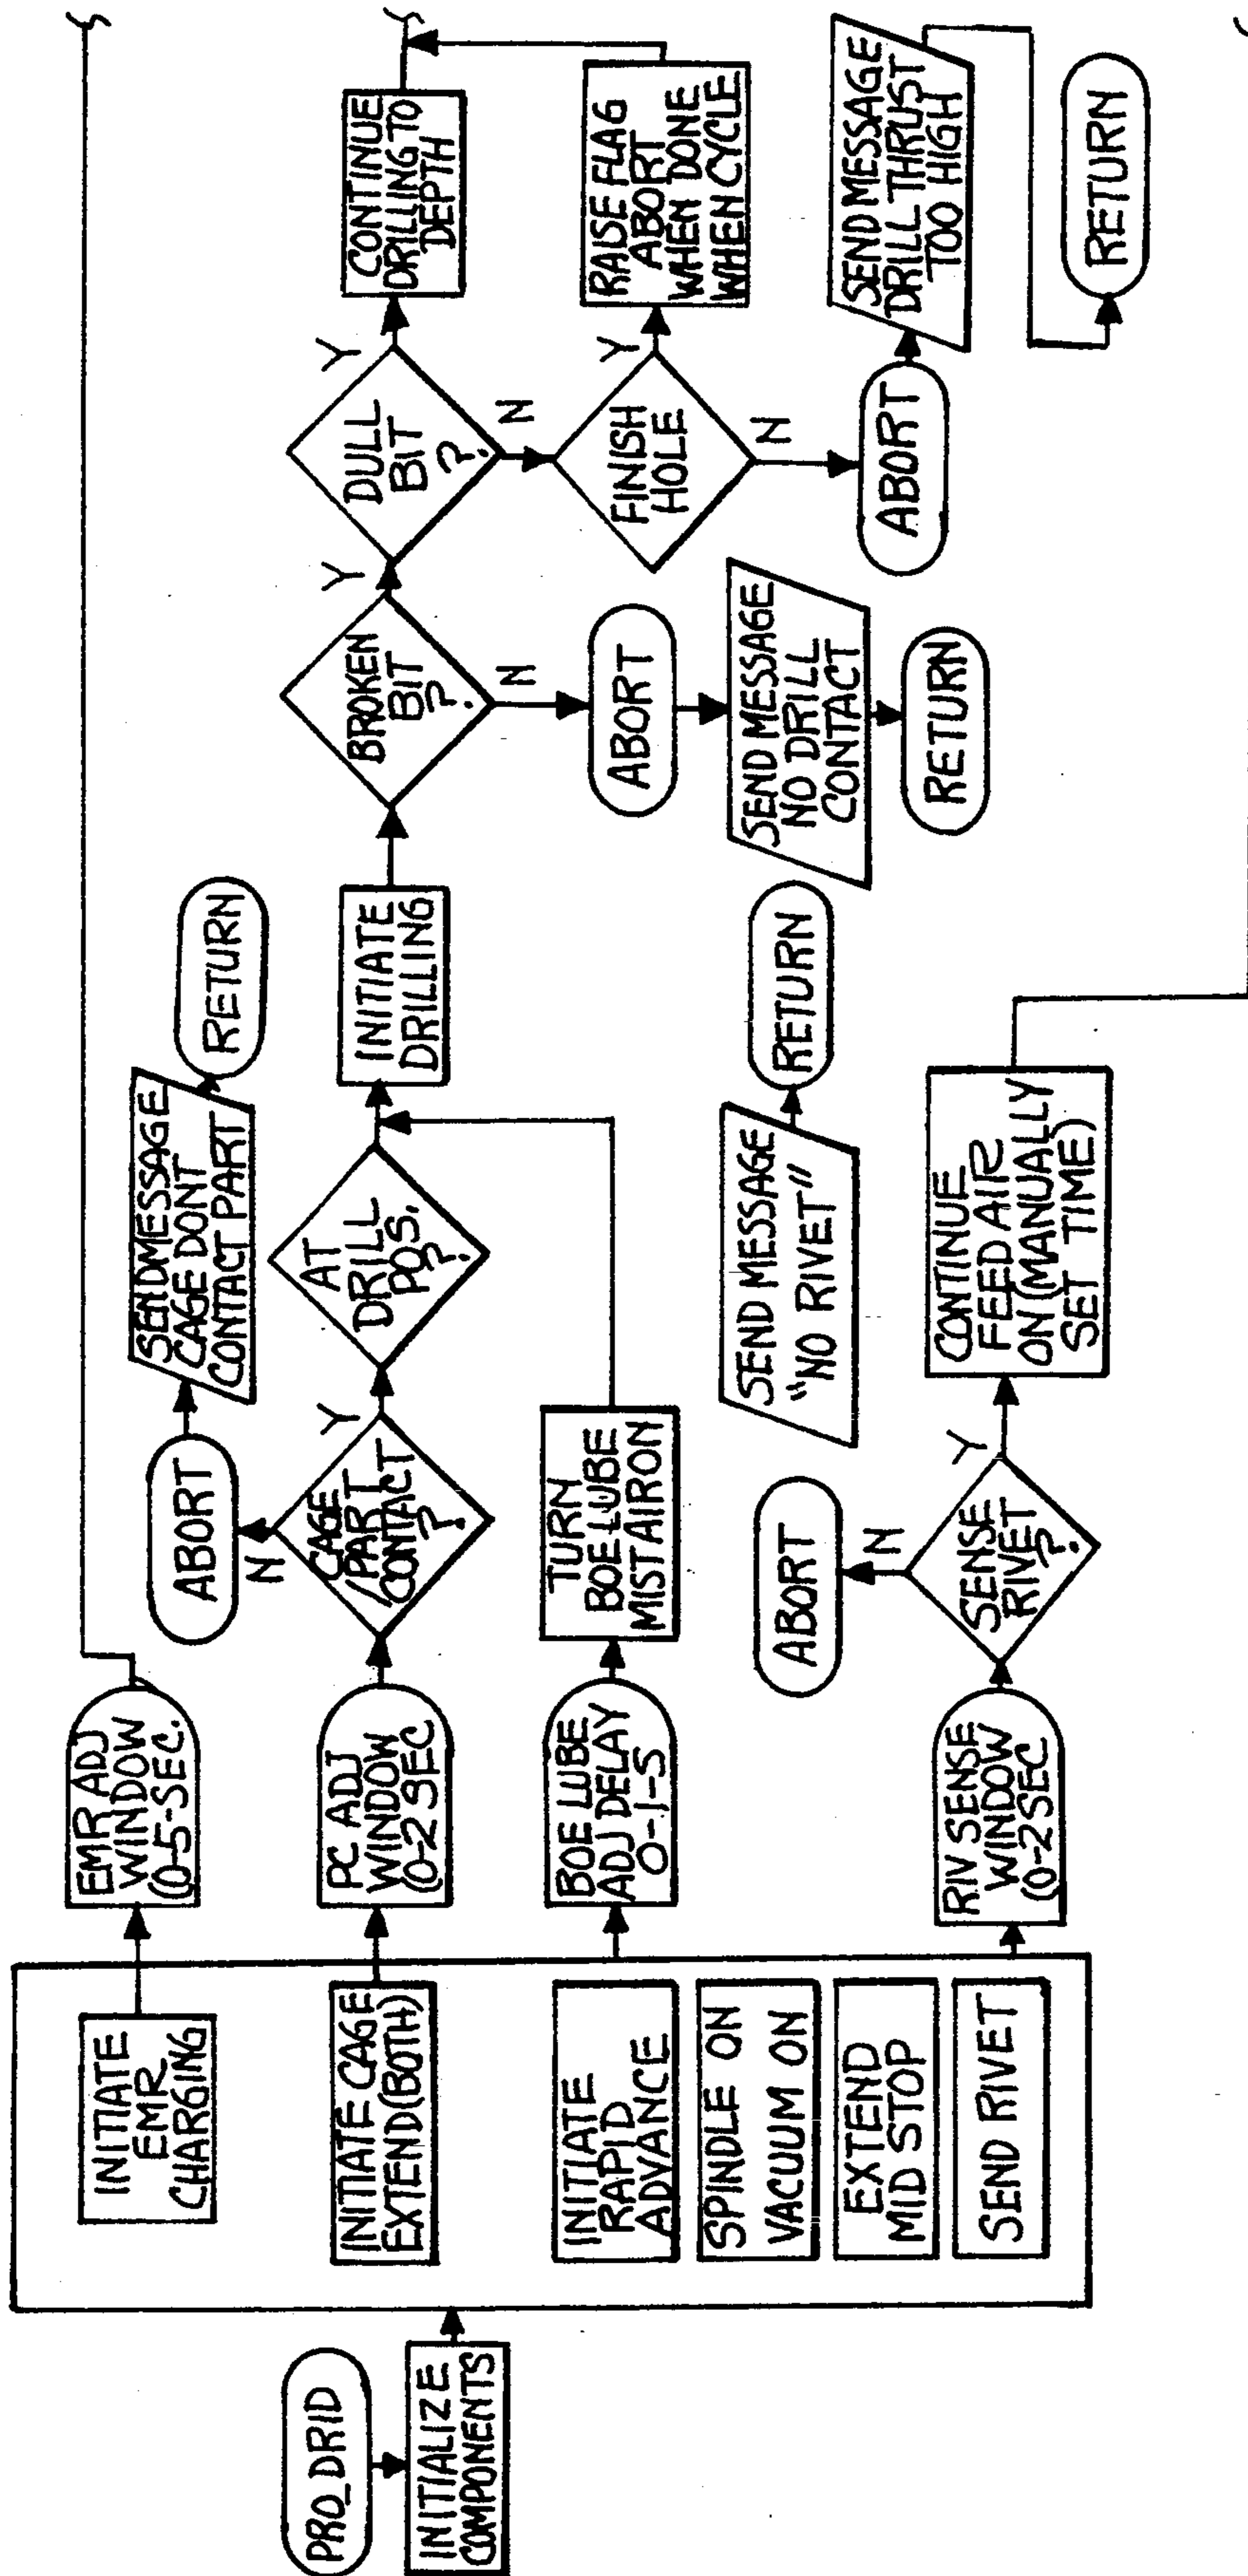 PRO_DRID
INITIALIZE
COMPONENTS
INITIATE
EMR
CHARGING
INITIATE CAGE
EXTEND(BOTH)
INITIATE
RAPID
ADVANCE
SPINDLE ON
VACUUM ON
EXTEND
MID STOP
SEND RIVET
EMR ADJ
WINDOW
(0-5-SEC.
PC ADJ
WINDOW
(0-2 SEC
BOE LUBE
ADJ DELAY
0-1-S
RIV SENSE
WINDOW
(0-2SEC
ABORT
N
CAGE
/PART
CONTACT
?
Y
SEND MESSAGE
CAGE DONT
CONTACT PART
RETURN
AT
DRILL
POS.
?
TURN
BOE LUBE
MIST AIR ON
INITIATE
DRILLING
BROKEN
BIT
?
Y
N
ABORT
SEND MESSAGE
NO DRILL
CONTACT
RETURN
DULL
BIT
?
Y
N
CONTINUE
DRILLING TO
DEPTH
FINISH
HOLE
Y
N
RAISE FLAG
ABORT
WHEN DONE
WHEN CYCLE
ABORT
SEND MESSAGE
DRILL THRUST
TOO HIGH
RETURN
ABORT
N
SENSE
RIVET
?
Y
SEND MESSAGE
"NO RIVET"
RETURN
CONTINUE
FEED AIR
ON (MANUALLY
SET TIME)